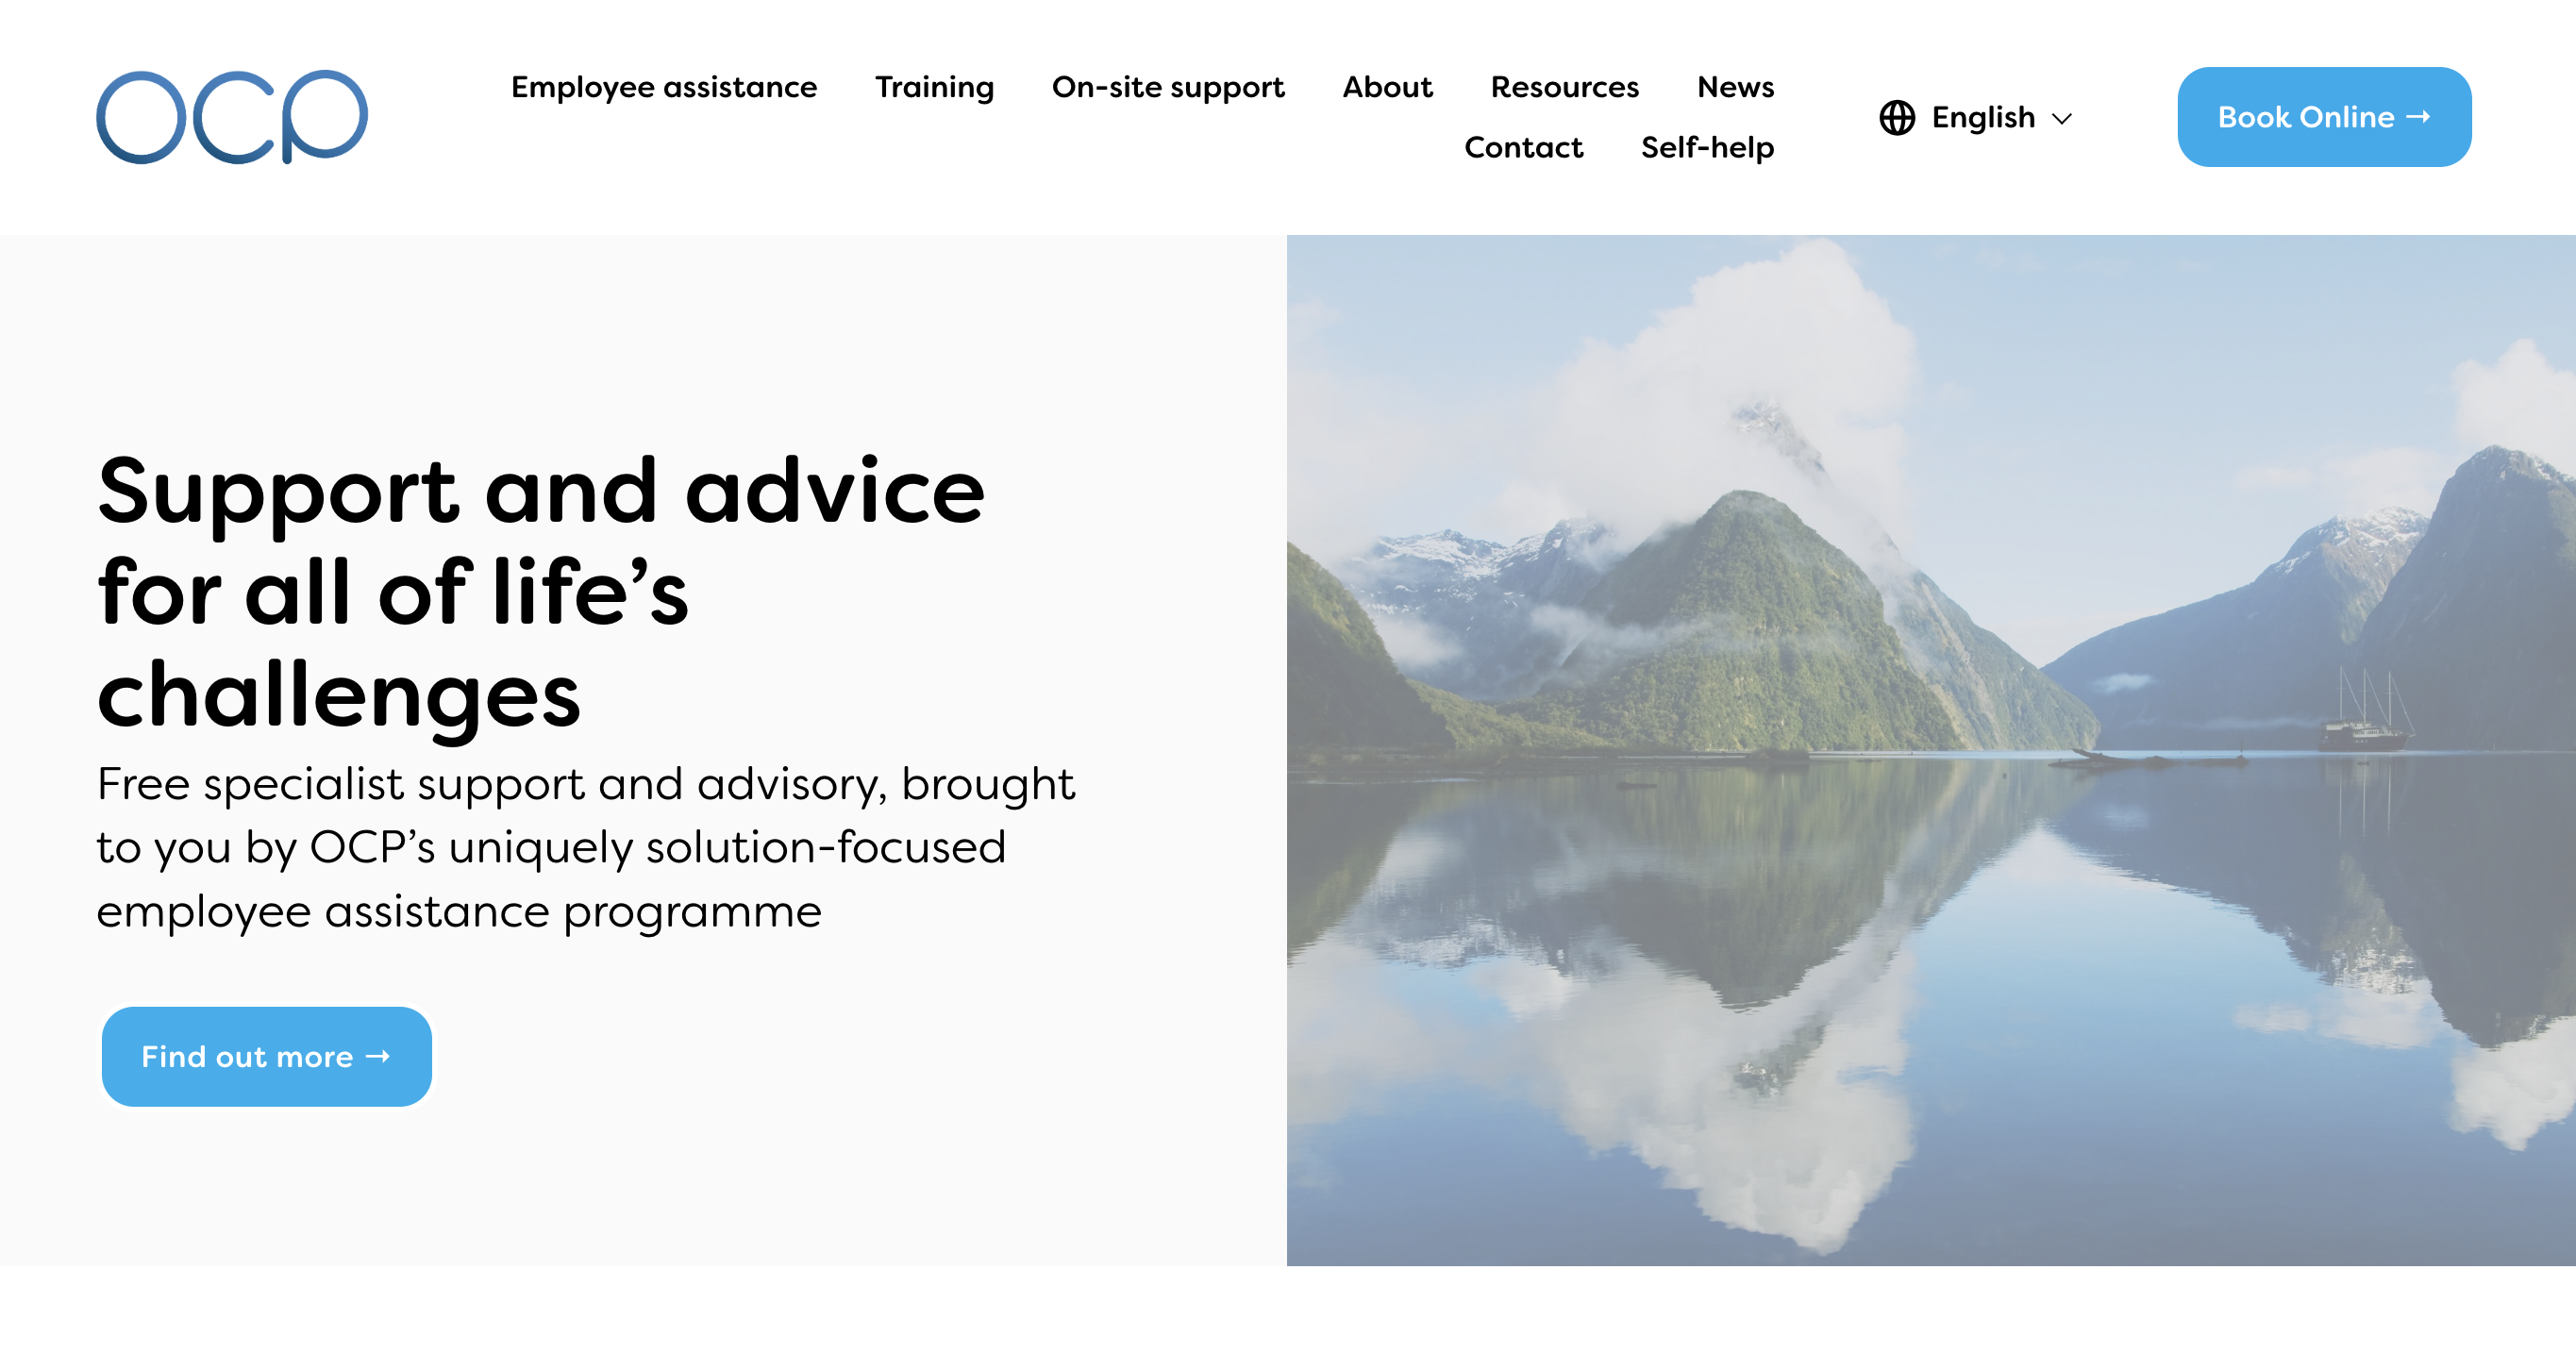 OCP
Employee assistance Training On-site support About Resources News
Contact Self-help
English
Book Online →
Support and advice
for all of life’s
challenges
Free specialist support and advisory, brought
to you by OCP’s uniquely solution-focused
employee assistance programme
Find out more →